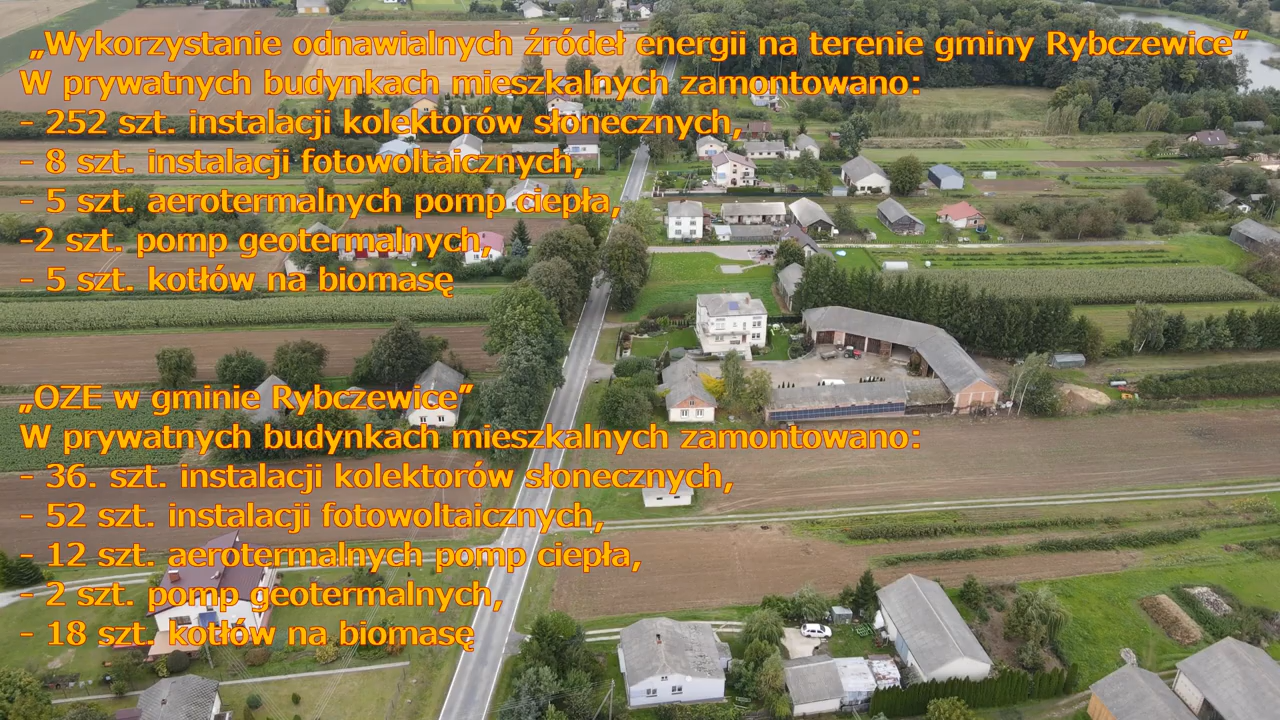 „Wykorzystanie odnawialnych źródeł energii na terenie gminy Rybczewice”
W prywatnych budynkach mieszkalnych zamontowano:
- 252 szt. instalacji kolektorów słonecznych,
- 8 szt. instalacji fotowoltaicznych,
- 5 szt. aerotermalnych pomp ciepła,
-2 szt. pomp geotermalnych,
- 5 szt. kotłów na biomasę
„OZE w gminie Rybczewice”
W prywatnych budynkach mieszkalnych zamontowano:
- 36. szt. instalacji kolektorów słonecznych,
- 52 szt. instalacji fotowoltaicznych,
- 12 szt. aerotermalnych pomp ciepła,
- 2 szt. pomp geotermalnych,
- 18 szt. kotłów na biomasę